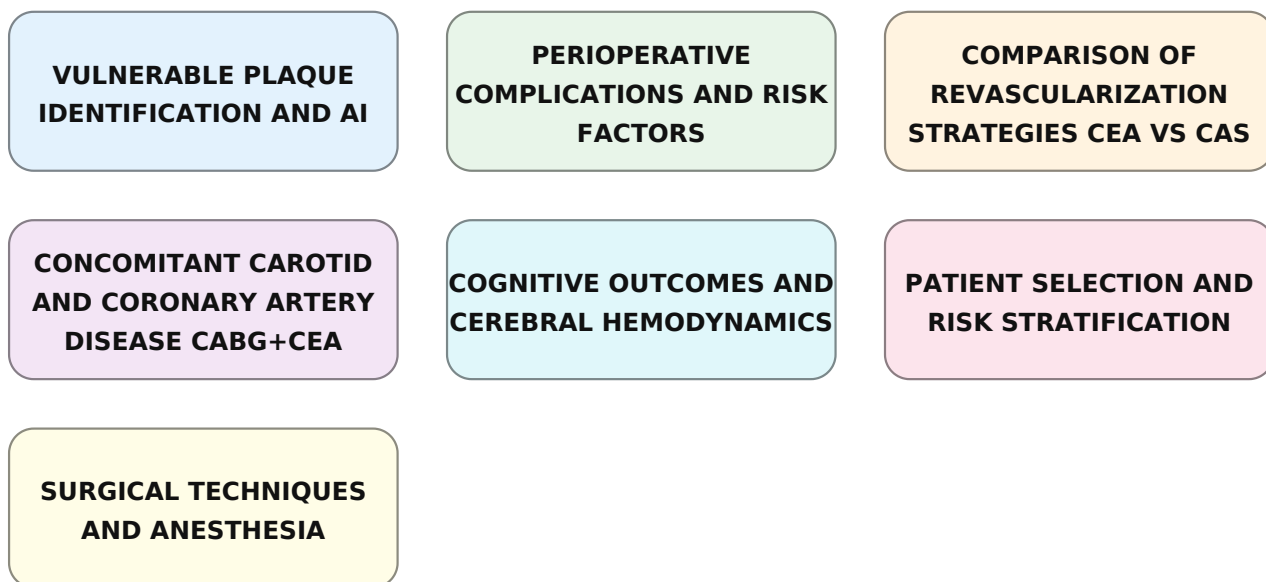 VULNERABLE PLAQUE
IDENTIFICATION AND AI
PERIOPERATIVE
COMPLICATIONS AND RISK
FACTORS
COMPARISON OF
REVASCULARIZATION
STRATEGIES CEA VS CAS
CONCOMITANT CAROTID
AND CORONARY ARTERY
DISEASE CABG+CEA
COGNITIVE OUTCOMES AND
CEREBRAL HEMODYNAMICS
PATIENT SELECTION AND
RISK STRATIFICATION
SURGICAL TECHNIQUES
AND ANESTHESIA